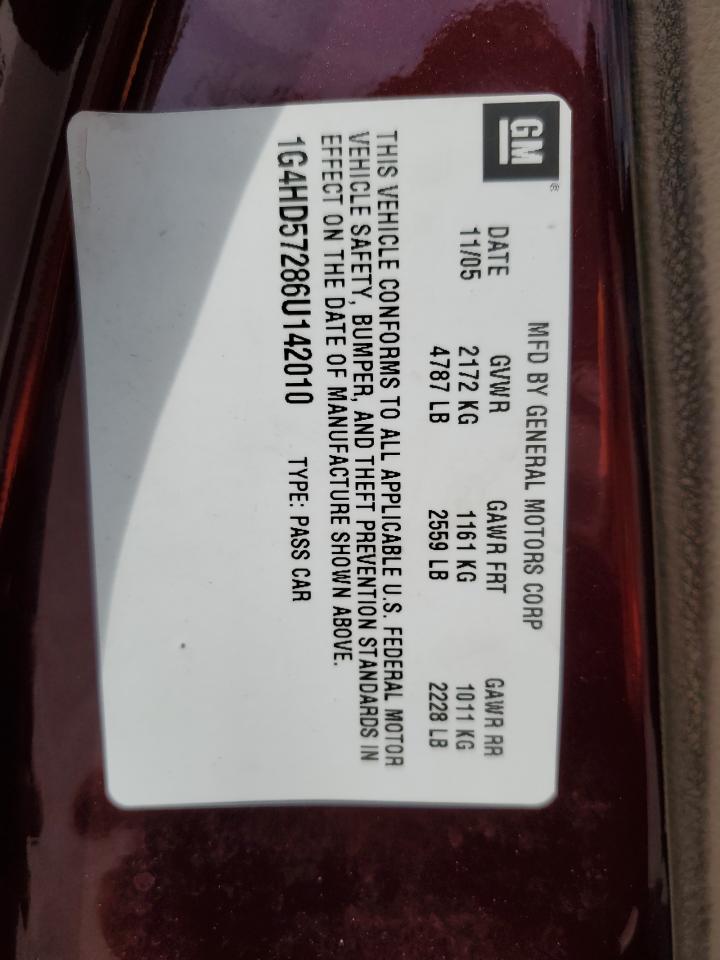 GM®
MFD BY GENERAL MOTORS CORP
DATE GVWR GAWR FRT GAWR RR
11/05 2172 KG 1161 KG 1011 KG
4787 LB 2559 LB 2228 LB
THIS VEHICLE CONFORMS TO ALL APPLICABLE U.S. FEDERAL MOTOR
VEHICLE SAFETY, BUMPER, AND THEFT PREVENTION STANDARDS IN
EFFECT ON THE DATE OF MANUFACTURE SHOWN ABOVE.
1G4HD57286U142010 TYPE: PASS CAR